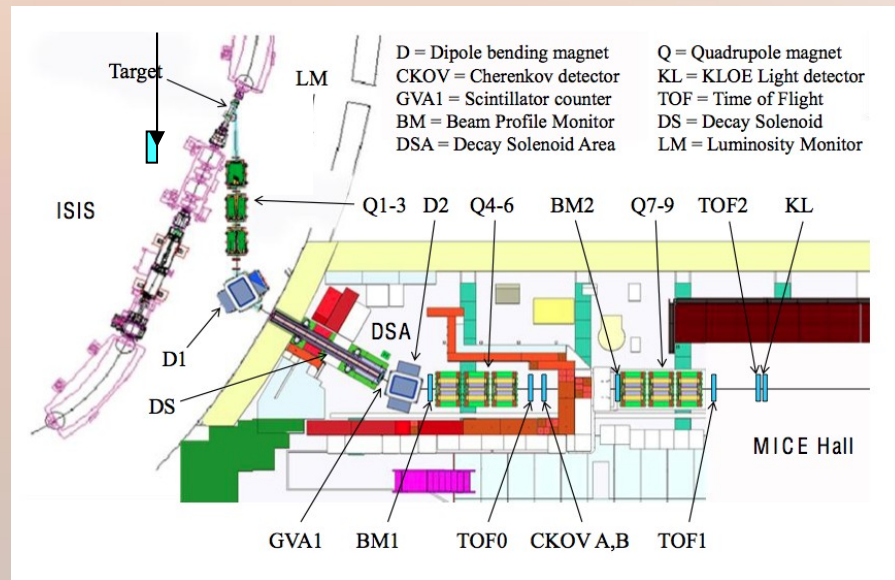 D = Dipole bending magnet
CKOV = Cherenkov detector
GVA1 = Scintillator counter
BM = Beam Profile Monitor
DSA = Decay Solenoid Area
Q = Quadrupole magnet
KL = KLOE Light detector
TOF = Time of Flight
DS = Decay Solenoid
LM = Luminosity Monitor
Target
LM
ISIS
Q1-3 D2 Q4-6 BM2 Q7-9 TOF2 KL
DSA
D1
DS
MICE Hall
GVA1 BM1 TOF0 CKOV A,B TOF1